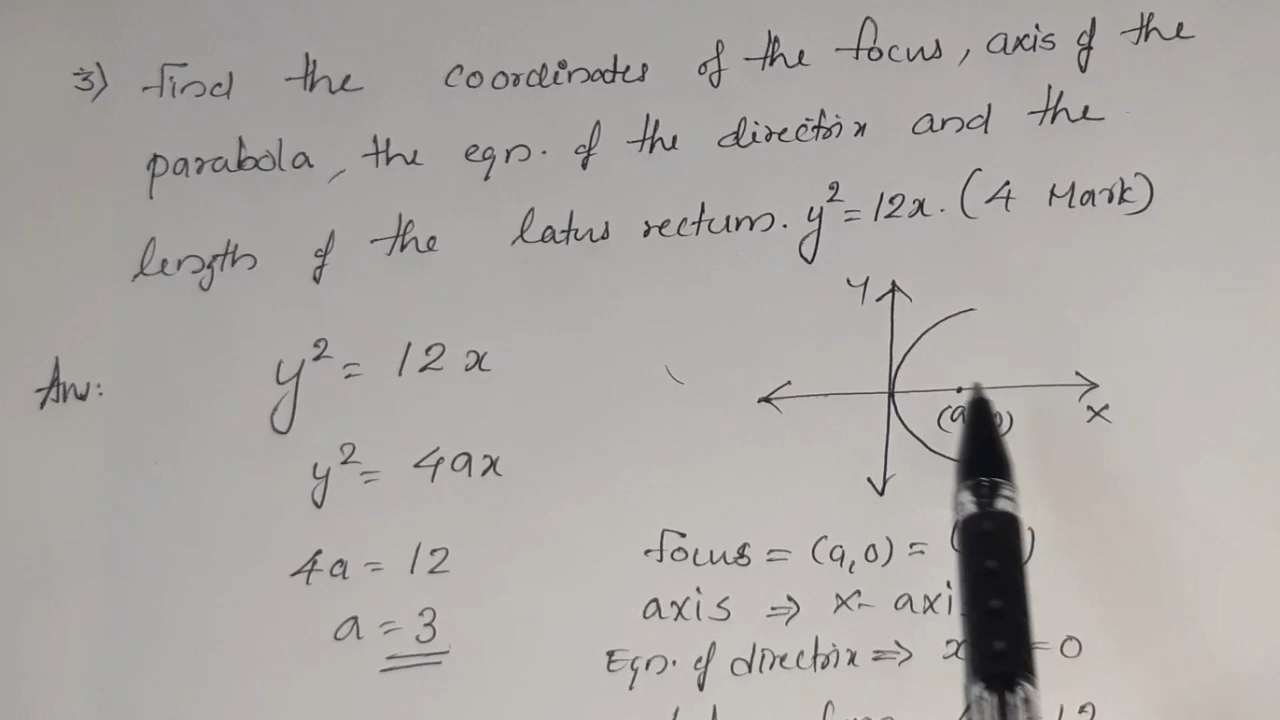 3) Find the coordinates of the focus, axis of the
parabola, the eqn. of the directrix and the
length of the latus rectum. y²=12x. (4 Mark)
Y
X
Ans:
y² = 12x
y² = 4ax
4a = 12
a = 3
focus = (a,0) =
axis ⇒ x-
Eqn. of directrix ⇒ x =0
12